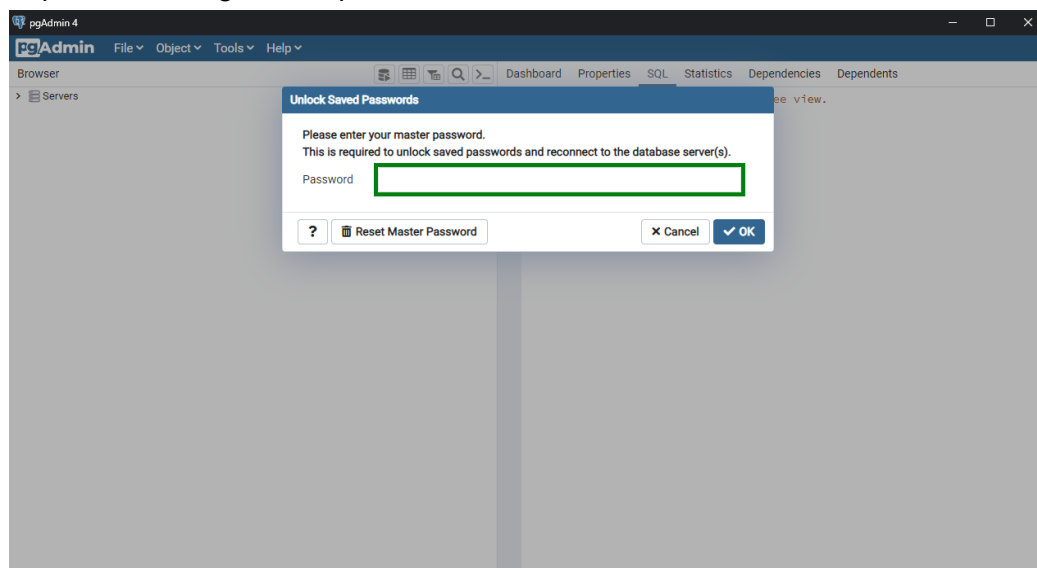 pgAdmin 4
pgAdmin File Object Tools Help
Browser Dashboard Properties SQL Statistics Dependencies Dependents
Servers
ee view.
Unlock Saved Passwords
Please enter your master password.
This is required to unlock saved passwords and reconnect to the database server(s).
Password
? Reset Master Password × Cancel ✓ OK